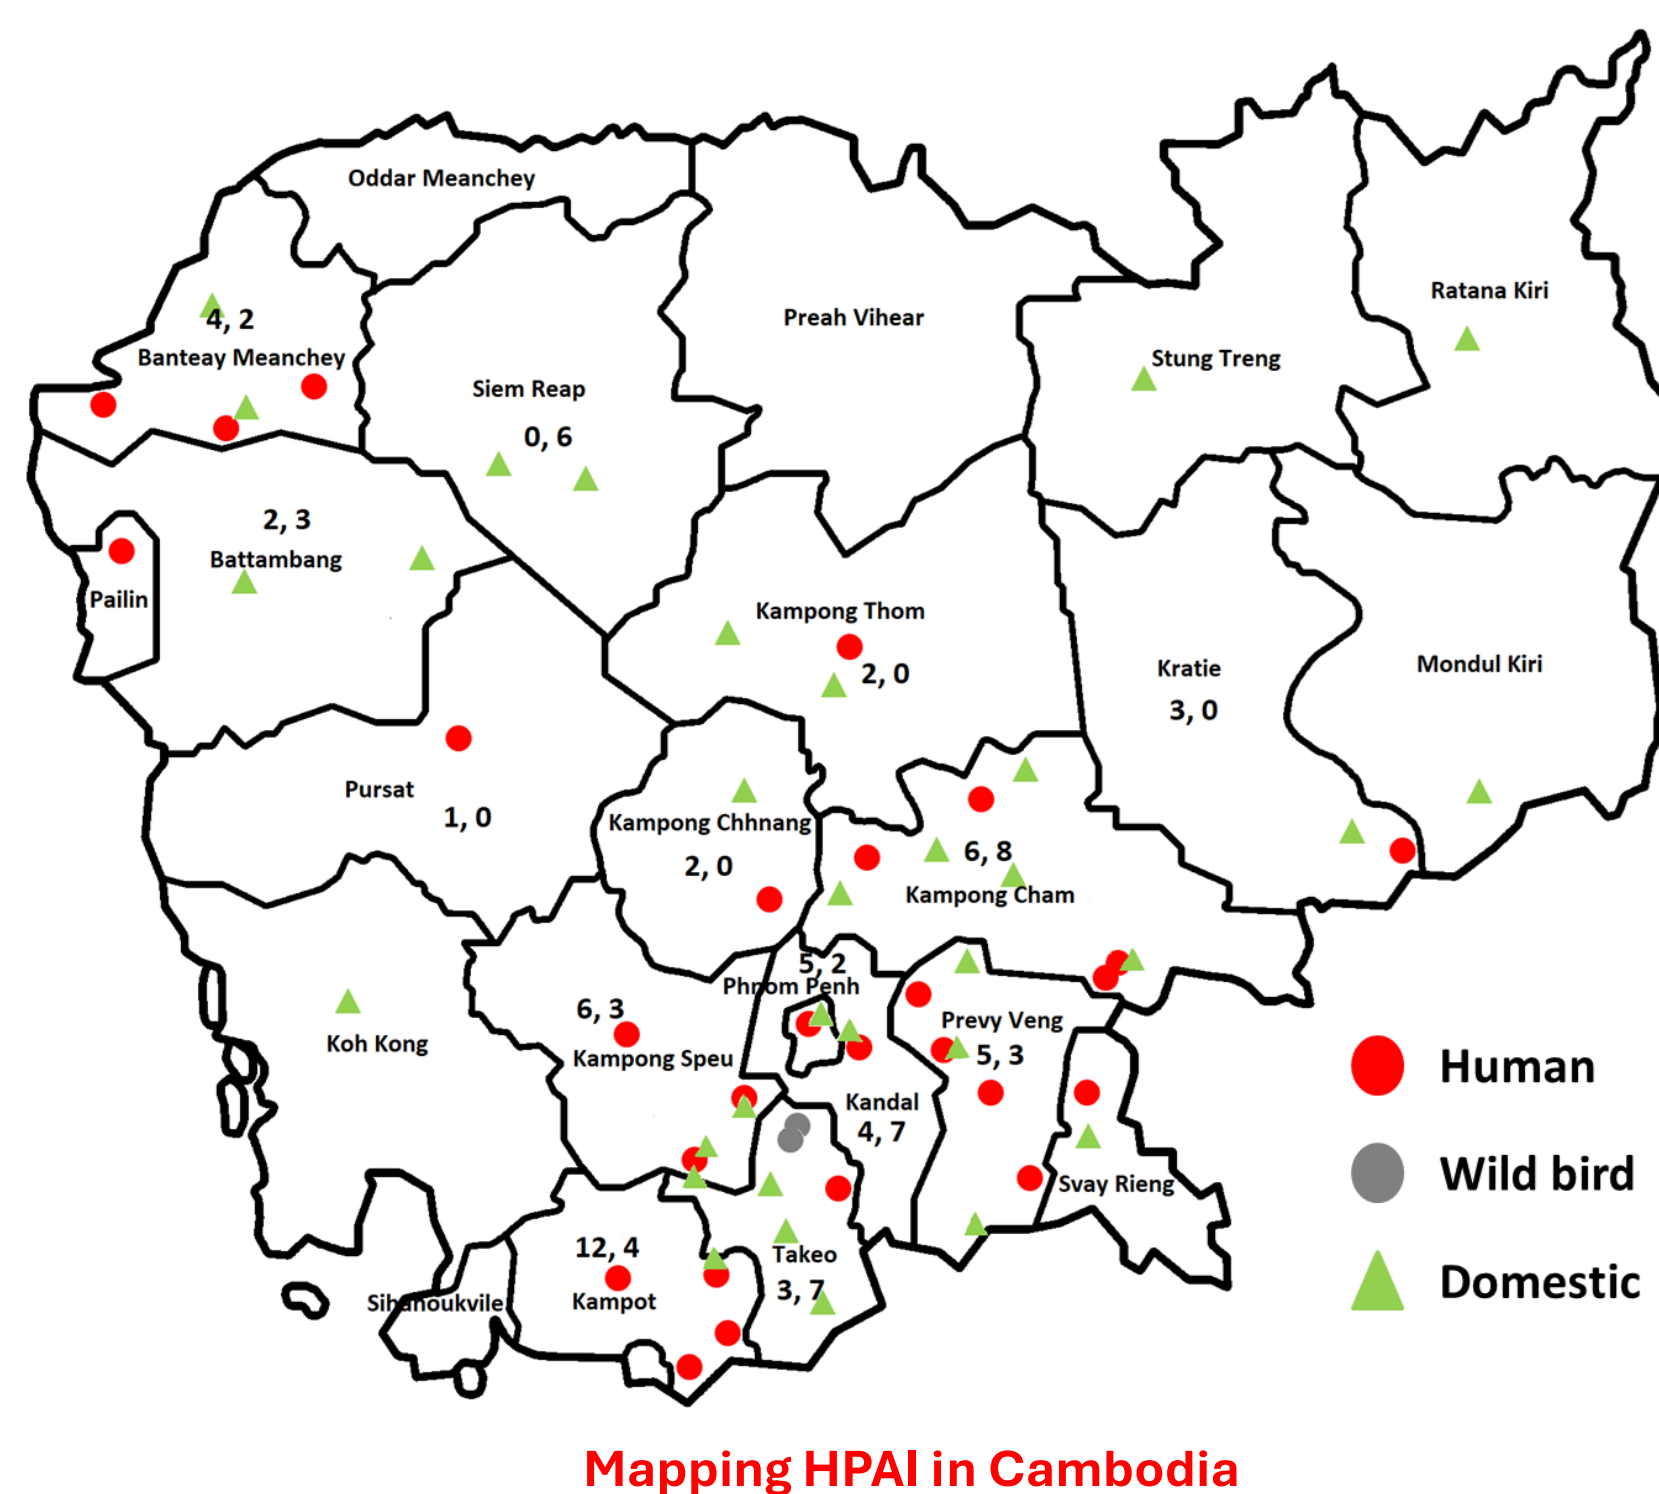 Oddar Meanchey
Ratana Kiri
4, 2
Preah Vihear
Banteay Meanchey
Stung Treng
Siem Reap
0, 6
2, 3
Battambang
Pailin
Kampong Thom
2, 0
Kratie
3, 0
Mondul Kiri
Pursat
1, 0
Kampong Chhnang
2, 0
6, 8
Kampong Cham
5, 2
Phnom Penh
6, 3
Kampong Speu
Prevy Veng
5, 3
Koh Kong
Human
Kandal
4, 7
Wild bird
Svay Rieng
12, 4
Kampot
Takeo
3, 7
Sihanoukvile
Domestic
Mapping HPAI in Cambodia